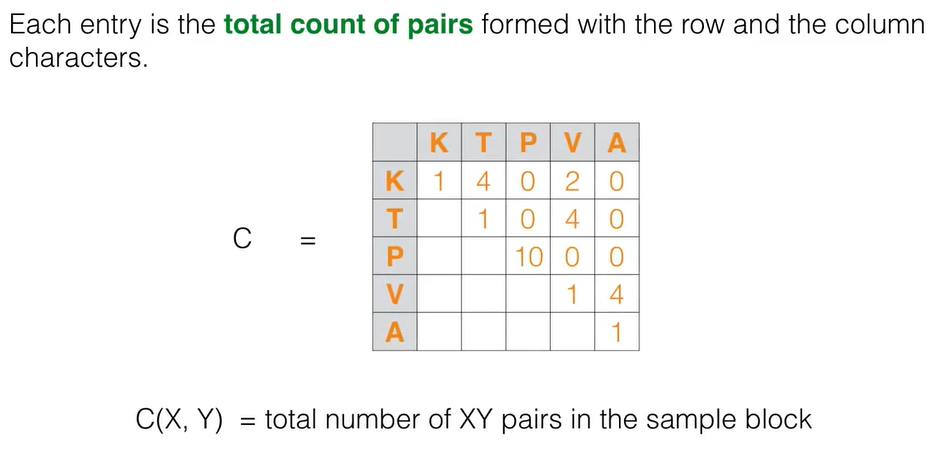 Each entry is the total count of pairs formed with the row and the column
characters.
K T P V A
K 1 4 0 2 0
T 1 0 4 0
P 10 0 0
V 1 4
A 1
C =
C(X, Y) = total number of XY pairs in the sample block